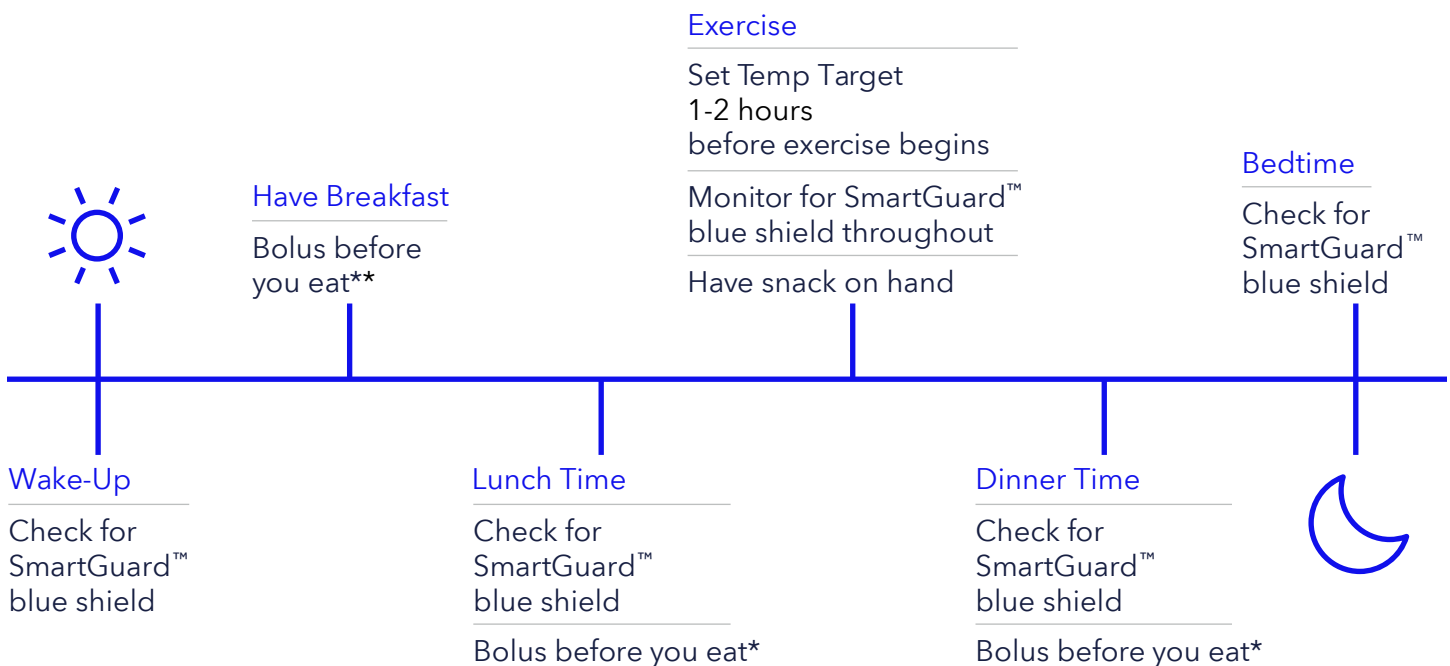 Wake-Up
Check for
SmartGuard™
blue shield
Have Breakfast
Bolus before
you eat**
Lunch Time
Check for
SmartGuard™
blue shield
Bolus before you eat*
Exercise
Set Temp Target
1-2 hours
before exercise begins
Monitor for SmartGuard™
blue shield throughout
Have snack on hand
Dinner Time
Check for
SmartGuard™
blue shield
Bolus before you eat*
Bedtime
Check for
SmartGuard™
blue shield